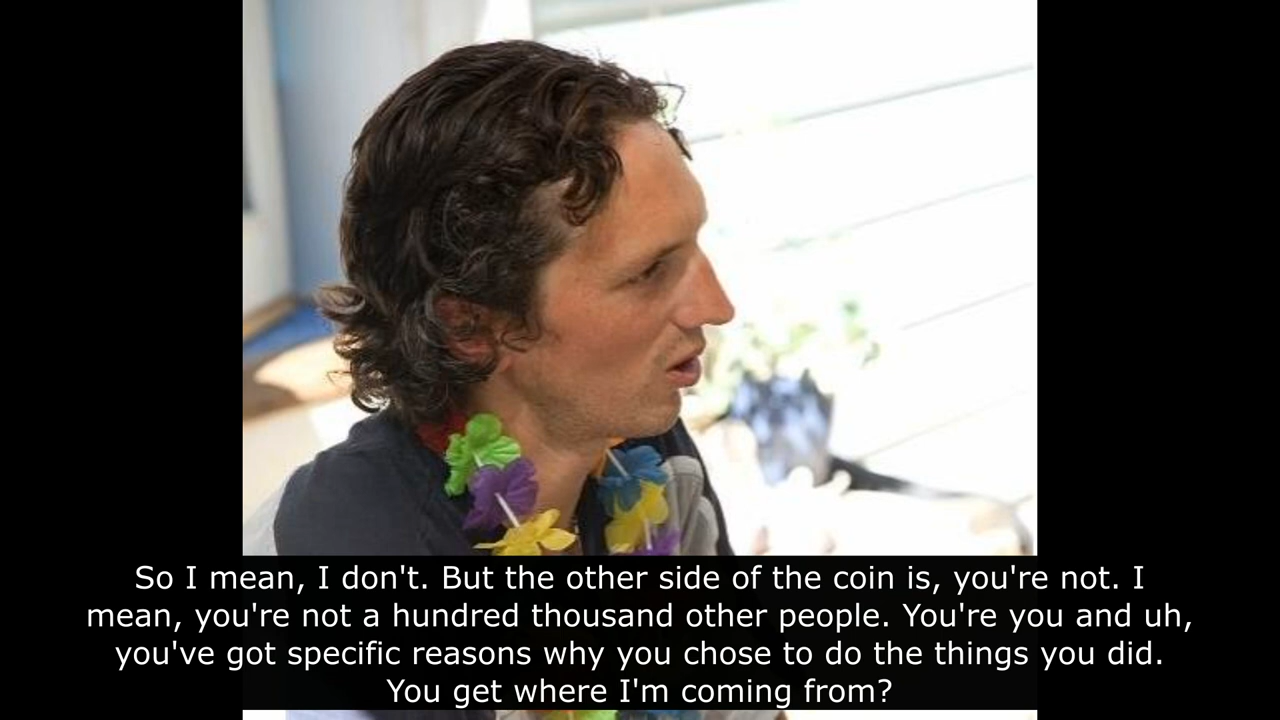 So I mean, I don't. But the other side of the coin is, you're not. I
mean, you're not a hundred thousand other people. You're you and uh,
you've got specific reasons why you chose to do the things you did.
You get where I'm coming from?